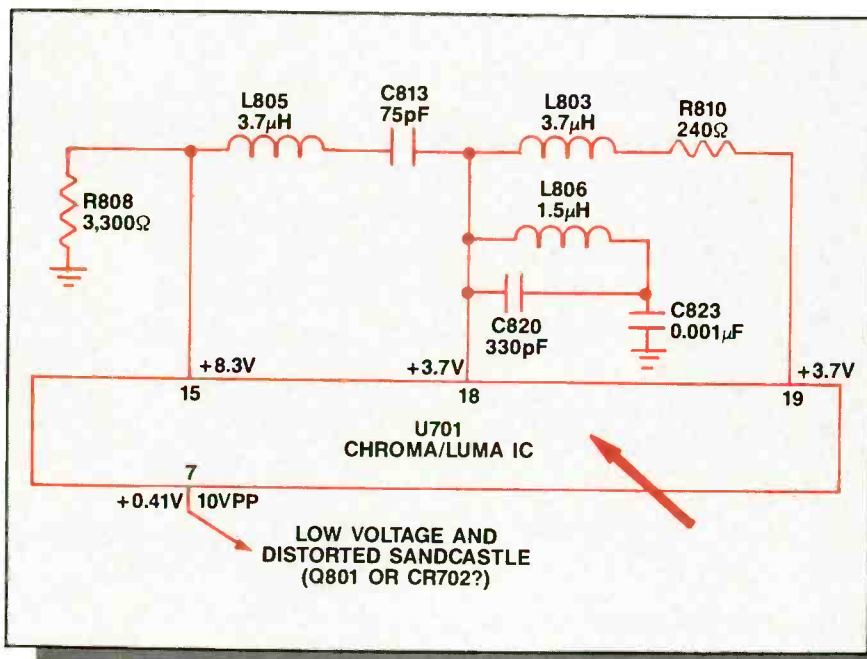 L805
3.7μH
C813
75pF
L803
3.7μH
R810
240Ω
R808
3,300Ω
L806
1.5μH
C820
330pF
C823
0.001μF
+8.3V
+3.7V
+3.7V
15
18
19
U701
CHROMA/LUMA IC
7
+0.41V 10VPP
LOW VOLTAGE AND
DISTORTED SANDCASTLE
(Q801 OR CR702?)